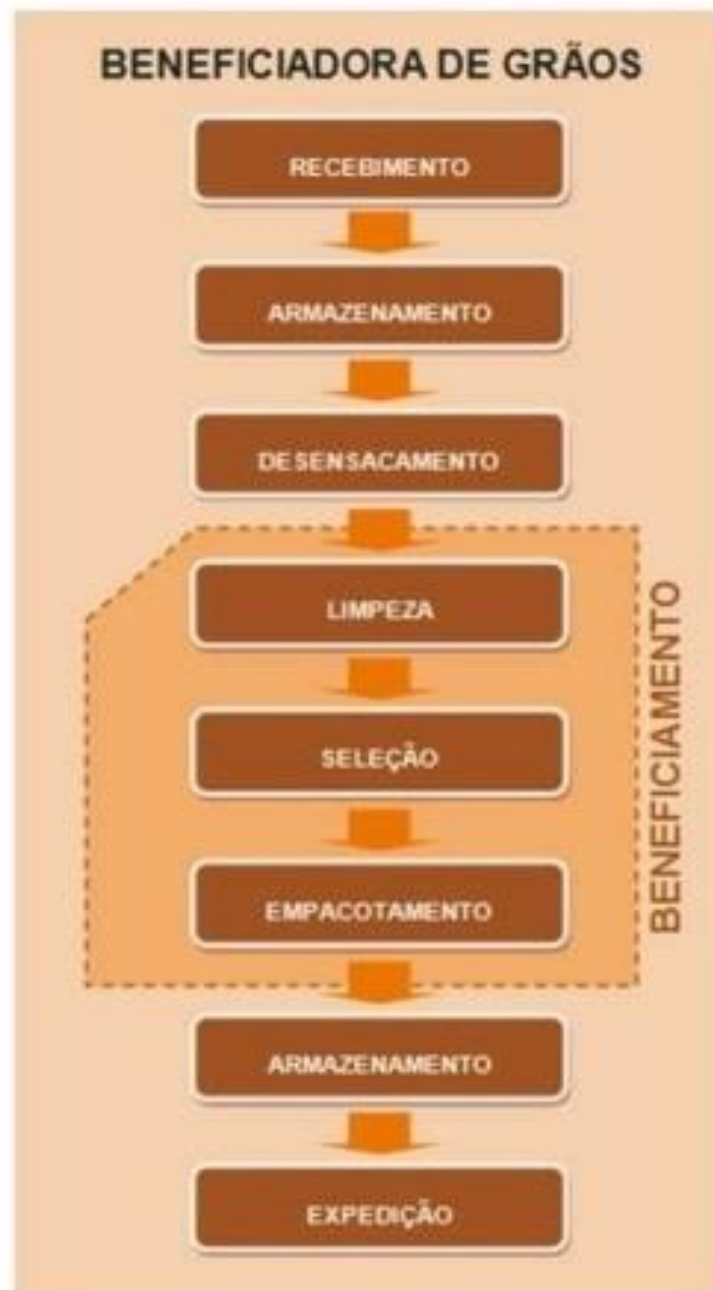 BENEFICIADORA DE GRÃOS
RECEBIMENTO
ARMAZENAMENTO
DESENSACAMENTO
LIMPEZA
SELEÇÃO
EMPACOTAMENTO
BENEFICIAMENTO
ARMAZENAMENTO
EXPEDIÇÃO